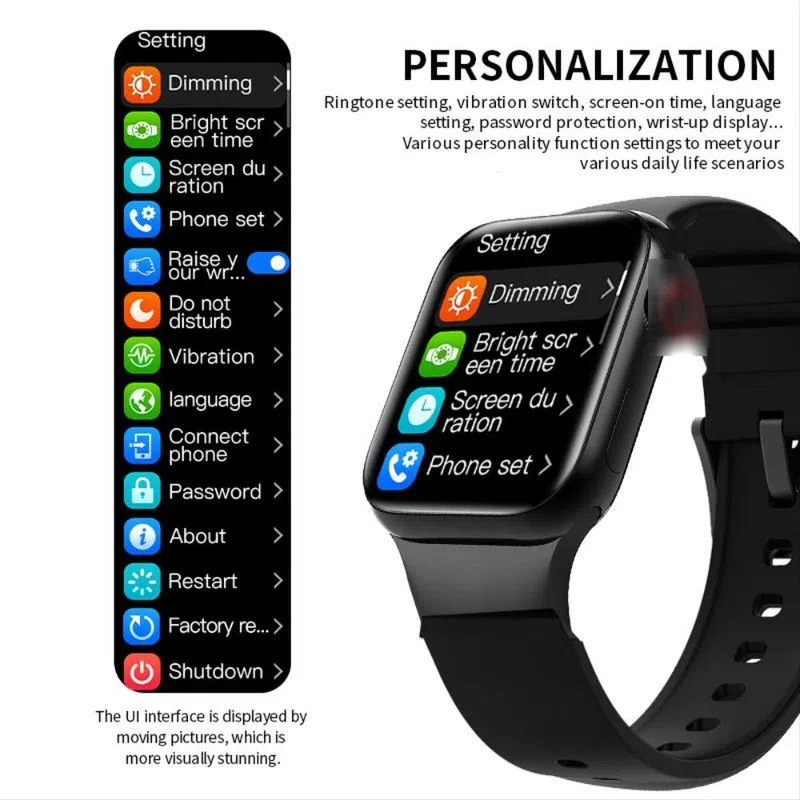 Setting
Dimming
Bright scr
een time
Screen du
ration
Phone set
Raise y
our wr...
Do not
disturb
Vibration
language
Connect
phone
Password
About
Restart
Factory re...
Shutdown
The UI interface is displayed by
moving pictures, which is
more visually stunning.
PERSONALIZATION
Ringtone setting, vibration switch, screen-on time, language
setting, password protection, wrist-up display...
Various personality function settings to meet your
various daily life scenarios
Setting
Dimming
Bright scr
een time
Screen du
ration
Phone set